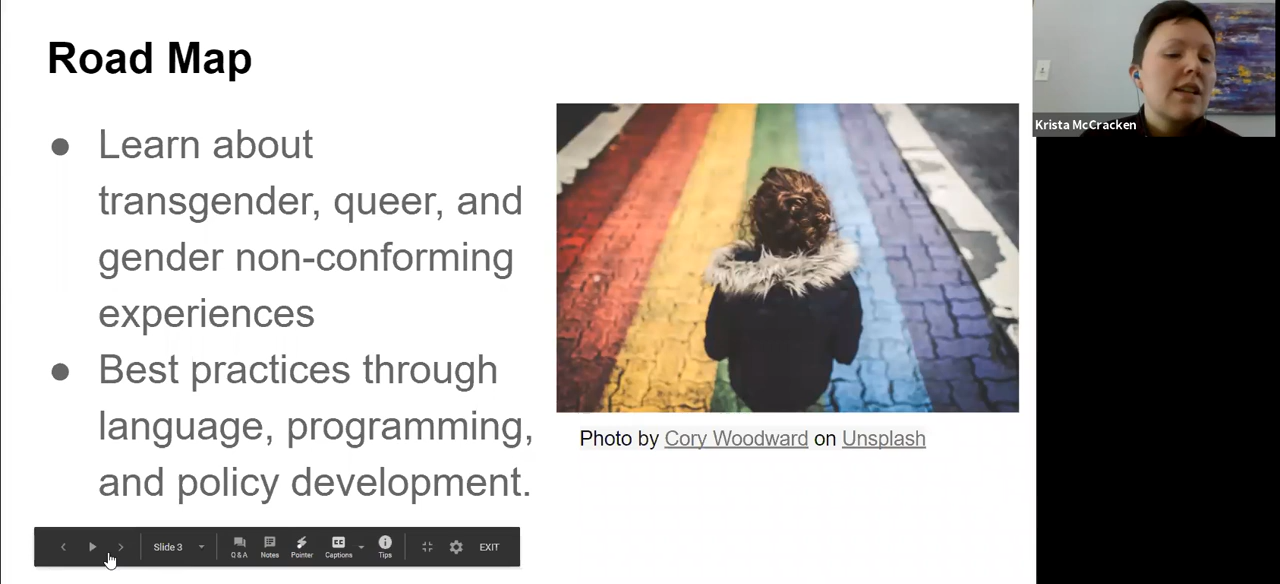 Road Map
● Learn about
transgender, queer, and
gender non-conforming
experiences
● Best practices through
language, programming,
and policy development.
Photo by Cory Woodward on Unsplash
Krista McCracken
Slide 3
Q&A
Notes
Pointer
CC
Captions
Tips
EXIT